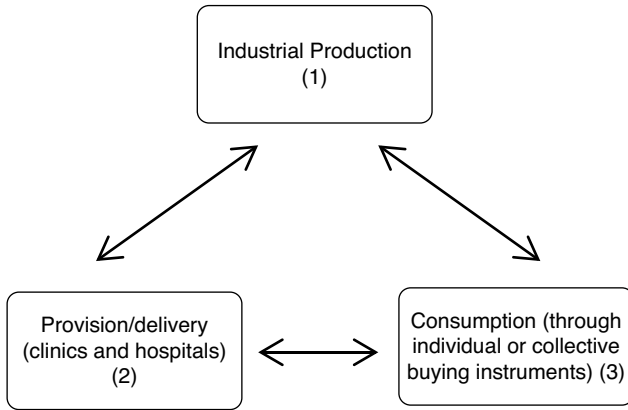 Industrial Production
(1)
Provision/delivery
(clinics and hospitals)
(2)
Consumption (through
individual or collective
buying instruments) (3)